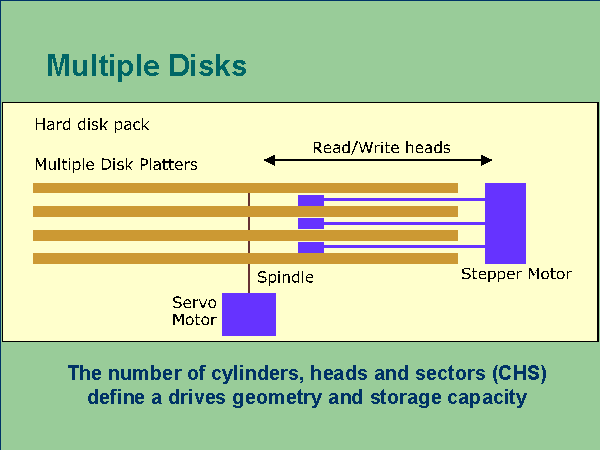 Multiple Disks
Hard disk pack
Read/Write heads
Multiple Disk Platters
Spindle
Stepper Motor
Servo
Motor
The number of cylinders, heads and sectors (CHS)
define a drives geometry and storage capacity